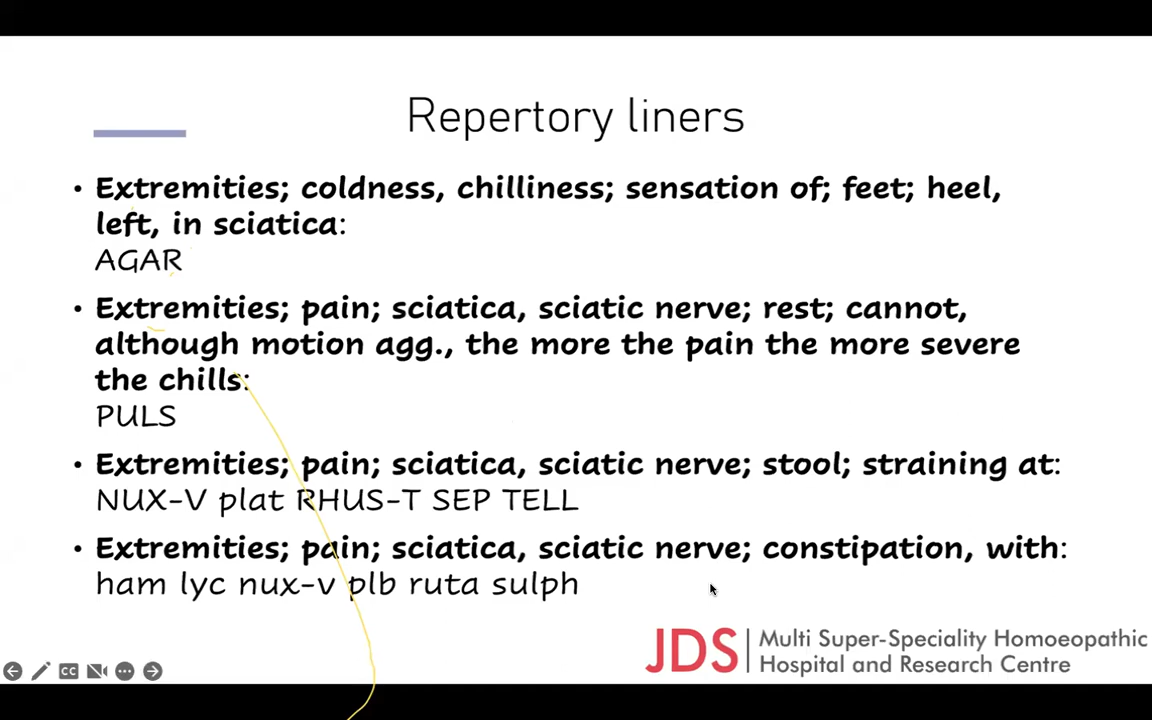 Repertory liners
• Extremities; coldness, chilliness; sensation of; feet; heel,
left, in sciatica:
AGAR
• Extremities; pain; sciatica, sciatic nerve; rest; cannot,
although motion agg., the more the pain the more severe
the chills:
PULS
• Extremities; pain; sciatica, sciatic nerve; stool; straining at:
NUX-V plat RHUS-T SEP TELL
• Extremities; pain; sciatica, sciatic nerve; constipation, with:
ham lyc nux-v plb ruta sulph
JDS
Multi Super-Speciality Homoeopathic
Hospital and Research Centre
CC